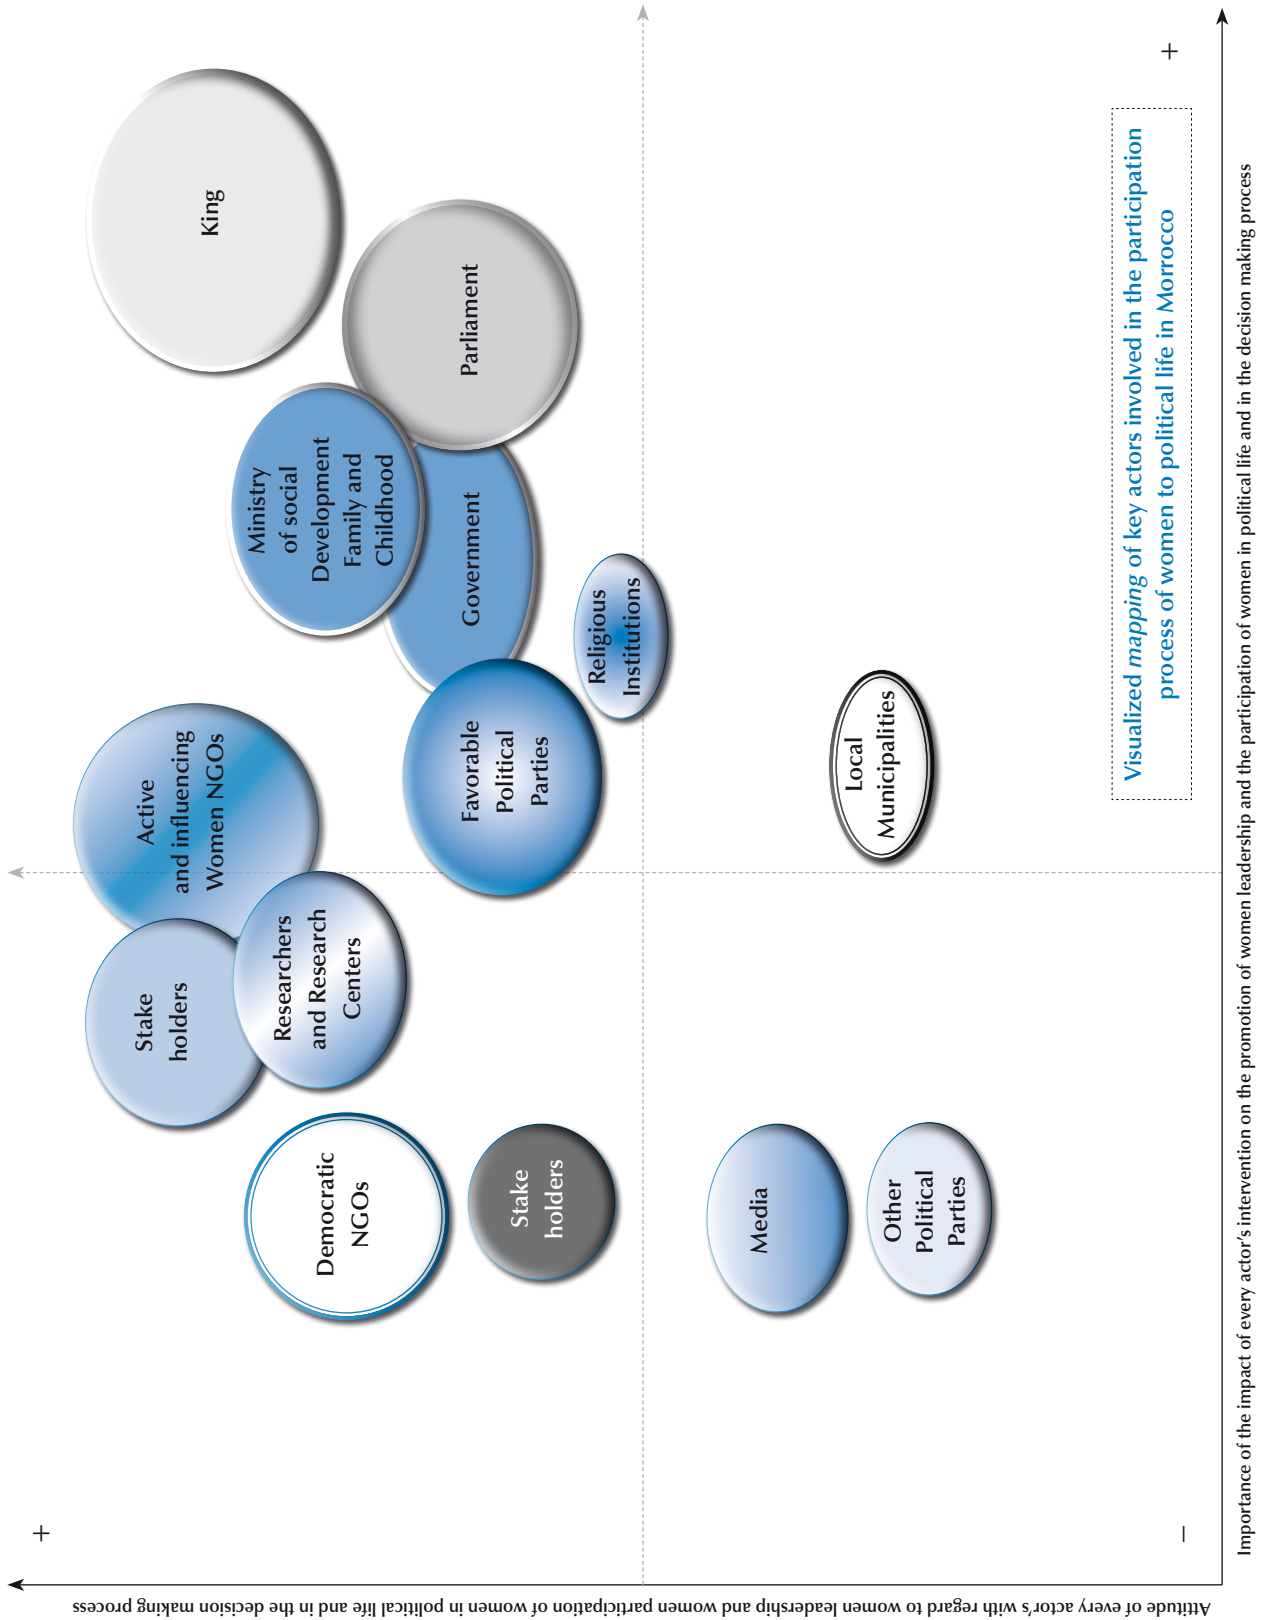 +
Attitude of every actor's with regard to women leadership and women participation of women in political life and in the decision making process
Active
and influencing
Women NGOs
King
Stake
holders
Ministry
of social
Development
Family and
Childhood
Researchers
and Research
Centers
Democratic
NGOs
Parliament
Government
Favorable
Political
Parties
Stake
holders
Religious
Institutions
Media
Local
Municipalities
Other
Political
Parties
Visualized mapping of key actors involved in the participation
process of women to political life in Morrocco
–
+
Importance of the impact of every actor's intervention on the promotion of women leadership and the participation of women in political life and in the decision making process